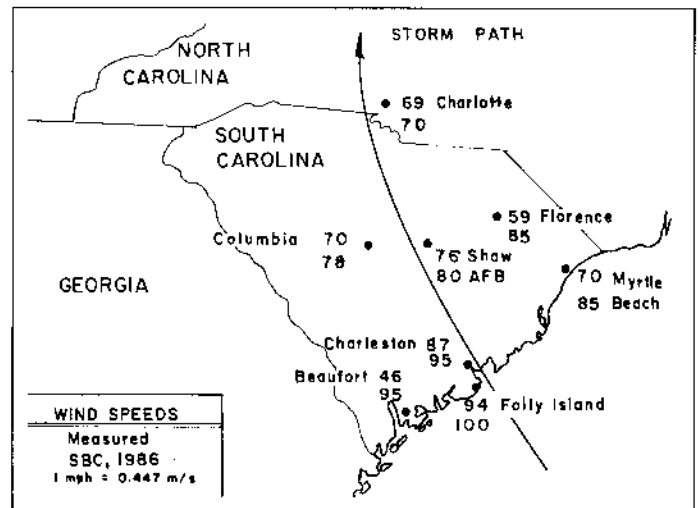 STORM PATH
NORTH
CAROLINA
69 Charlotte
70
SOUTH
CAROLINA
59 Florence
85
Columbia 70
78
76 Shaw
80 AFB
70 Myrtle
85 Beach
GEORGIA
Charleston 87
95
Beaufort 46
95
94 Folly Island
100
WIND SPEEDS
Measured
SBC, 1986
1 mph = 0.447 m/s